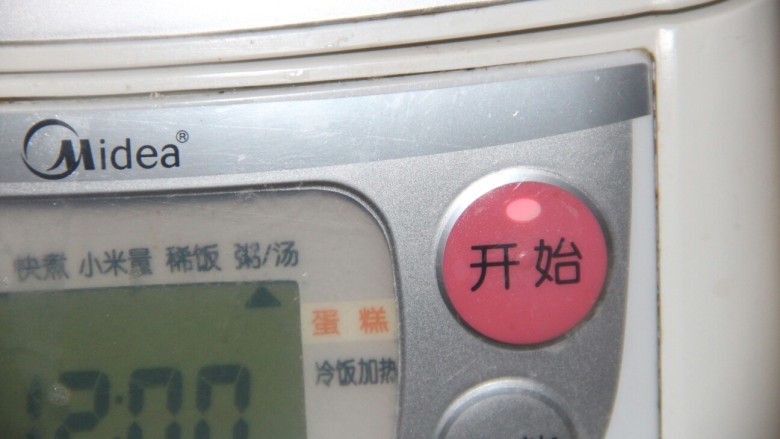 Midea®
快煮 小米量 稀饭 粥/汤
开始
蛋糕
冷饭加热
12:00